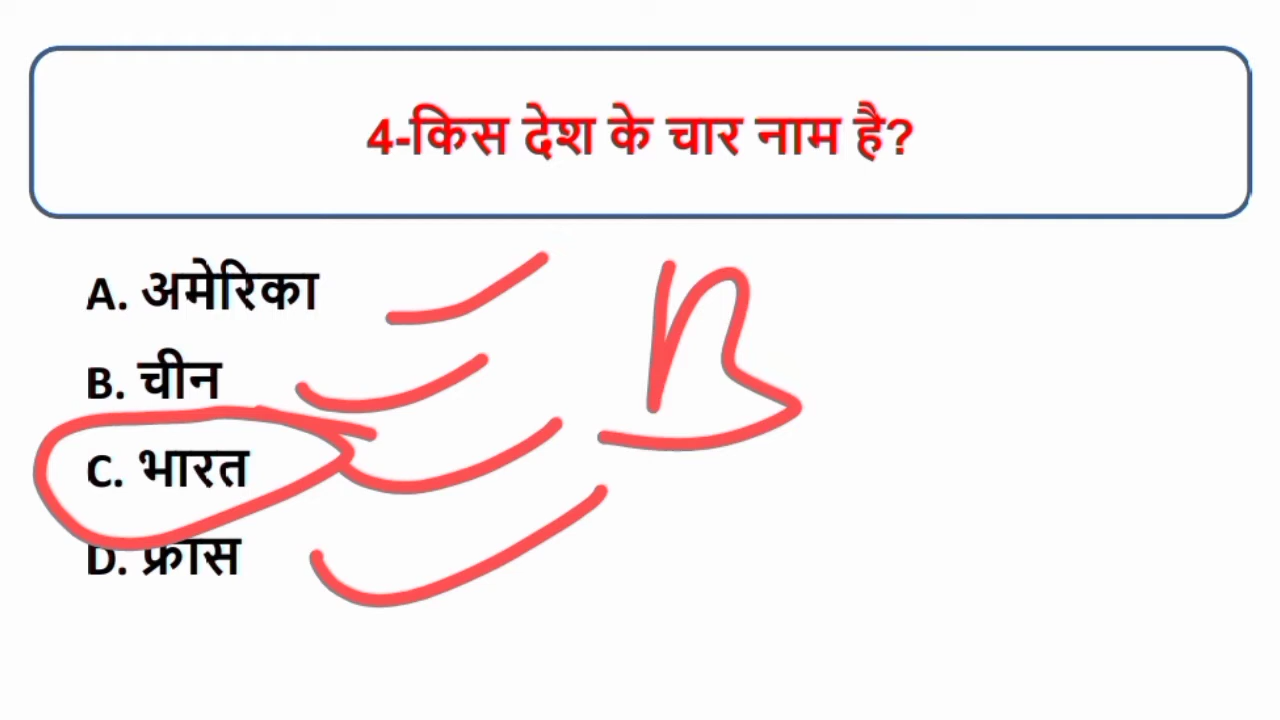 4-किस देश के चार नाम है?
A. अमेरिका
B. चीन
B
C. भारत
D. फ्रास